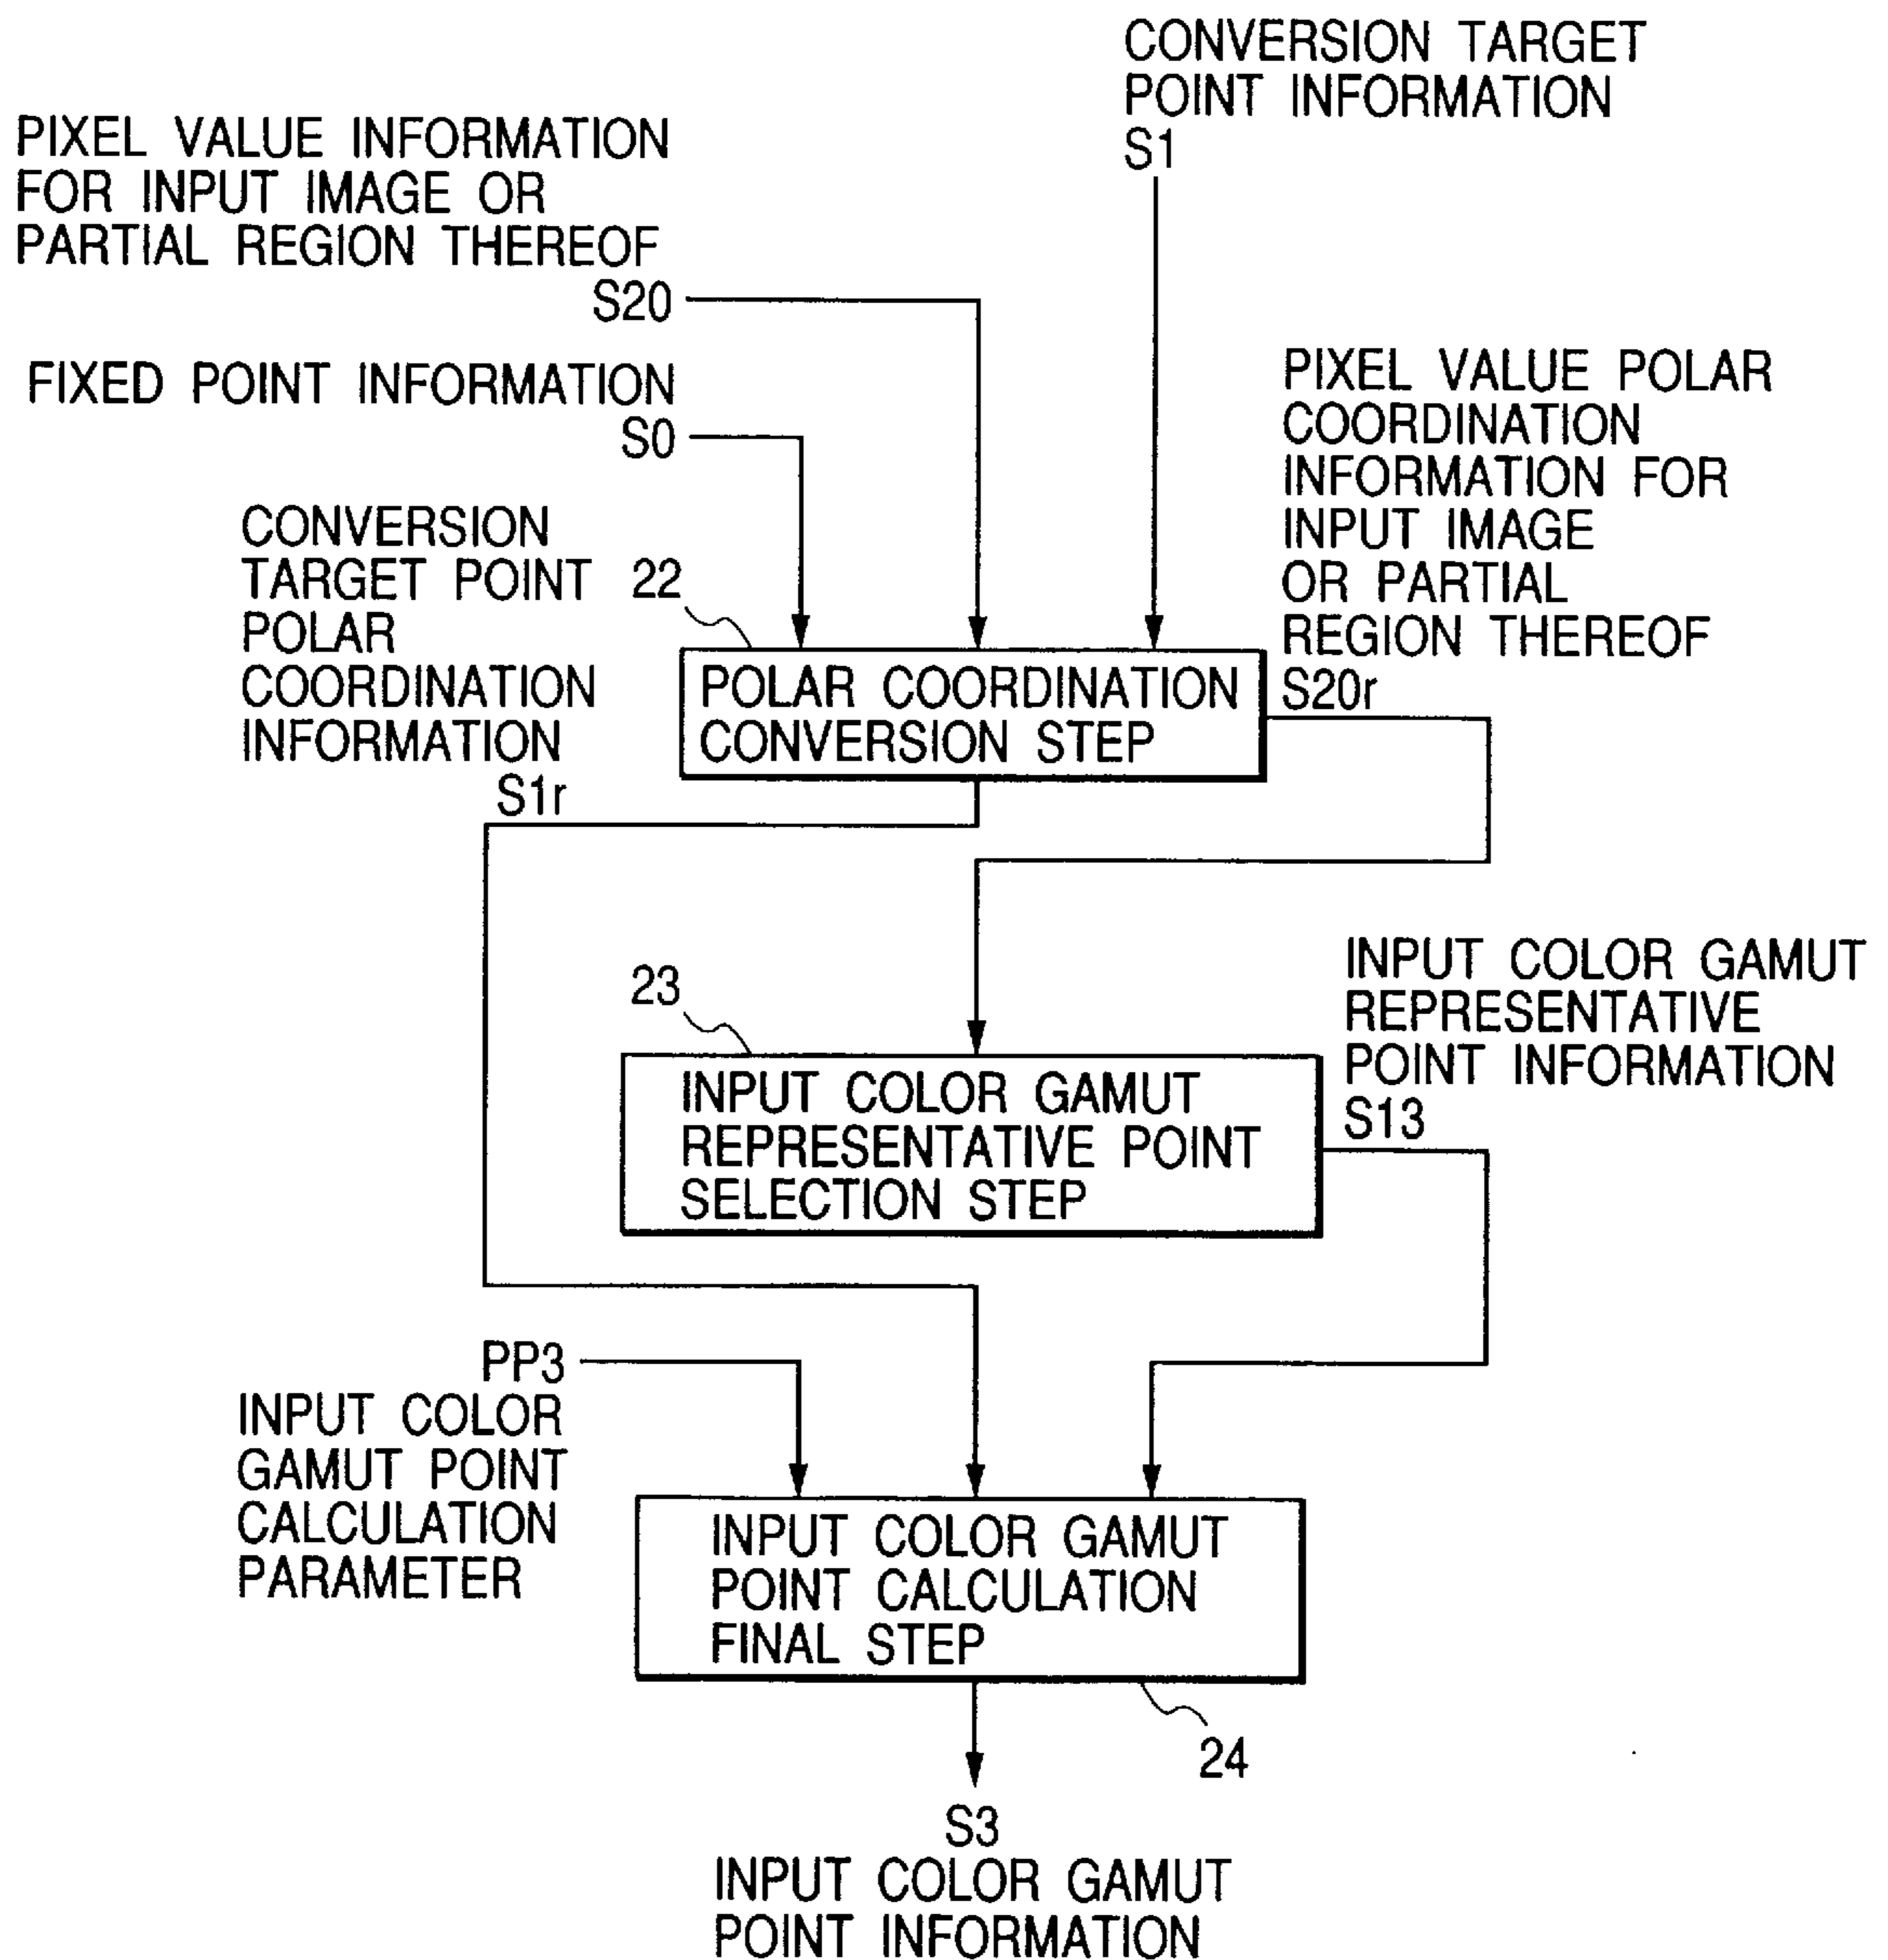 CONVERSION TARGET
POINT INFORMATION
S1
PIXEL VALUE INFORMATION
FOR INPUT IMAGE OR
PARTIAL REGION THEREOF
S20
FIXED POINT INFORMATION
S0
PIXEL VALUE POLAR
COORDINATION
INFORMATION FOR
INPUT IMAGE
OR PARTIAL
REGION THEREOF
S20r
CONVERSION
TARGET POINT
POLAR
COORDINATION
INFORMATION
S1r
22
POLAR COORDINATION
CONVERSION STEP
23
INPUT COLOR GAMUT
REPRESENTATIVE POINT
SELECTION STEP
INPUT COLOR GAMUT
REPRESENTATIVE
POINT INFORMATION
S13
PP3
INPUT COLOR
GAMUT POINT
CALCULATION
PARAMETER
INPUT COLOR GAMUT
POINT CALCULATION
FINAL STEP
24
S3
INPUT COLOR GAMUT
POINT INFORMATION